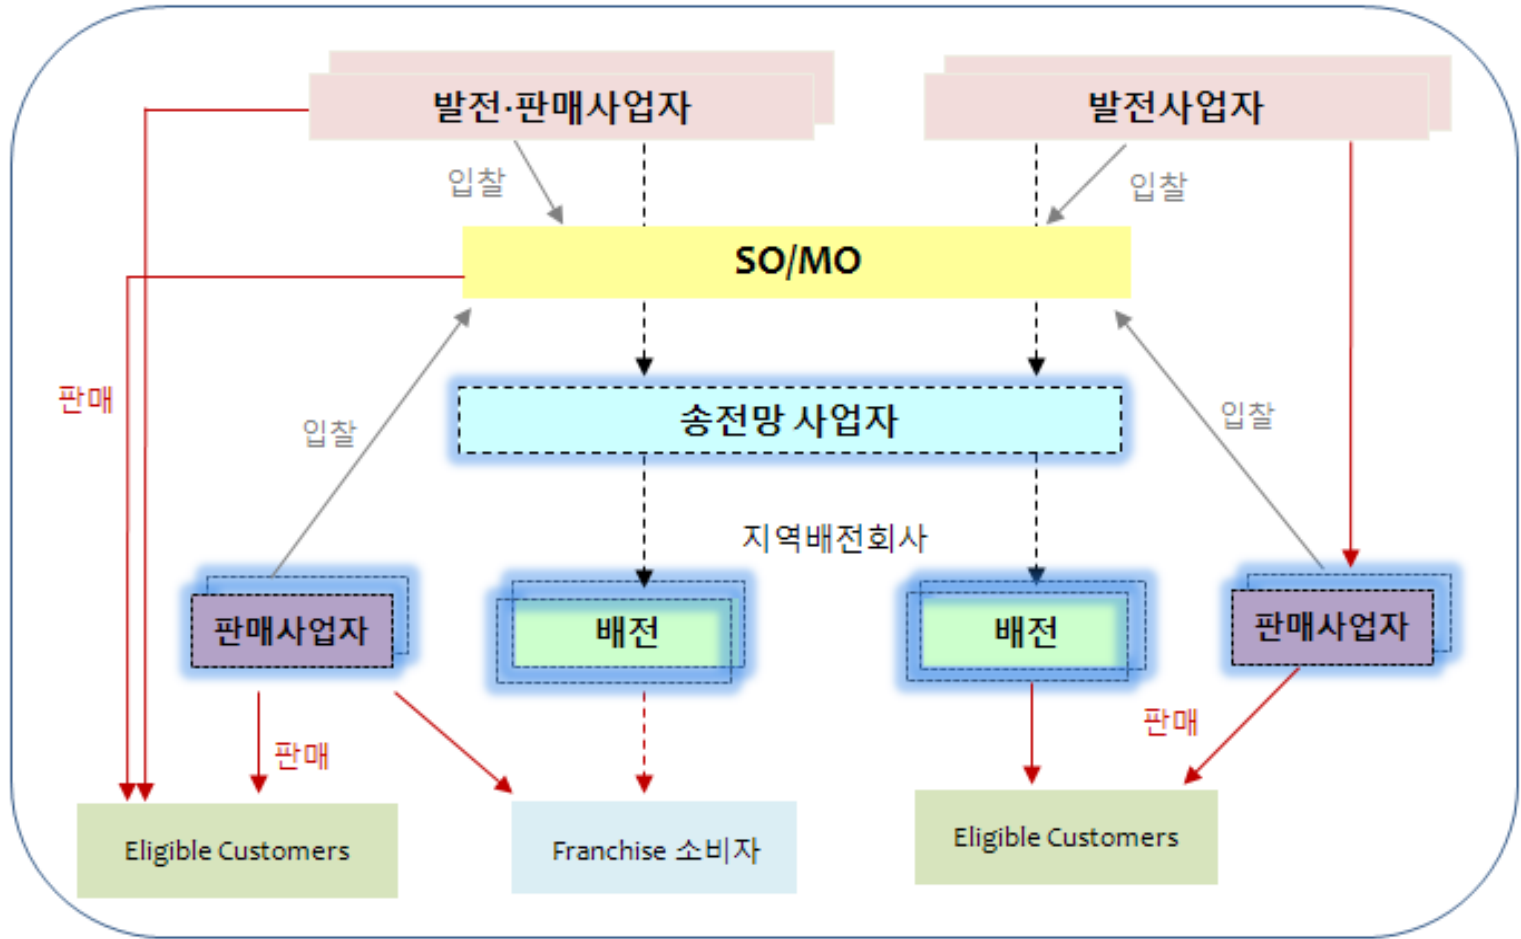 발전·판매사업자
발전사업자
입찰
입찰
SO/MO
판매
입찰
송전망 사업자
입찰
지역배전회사
판매사업자
배전
배전
판매사업자
판매
판매
Eligible Customers
Franchise 소비자
Eligible Customers